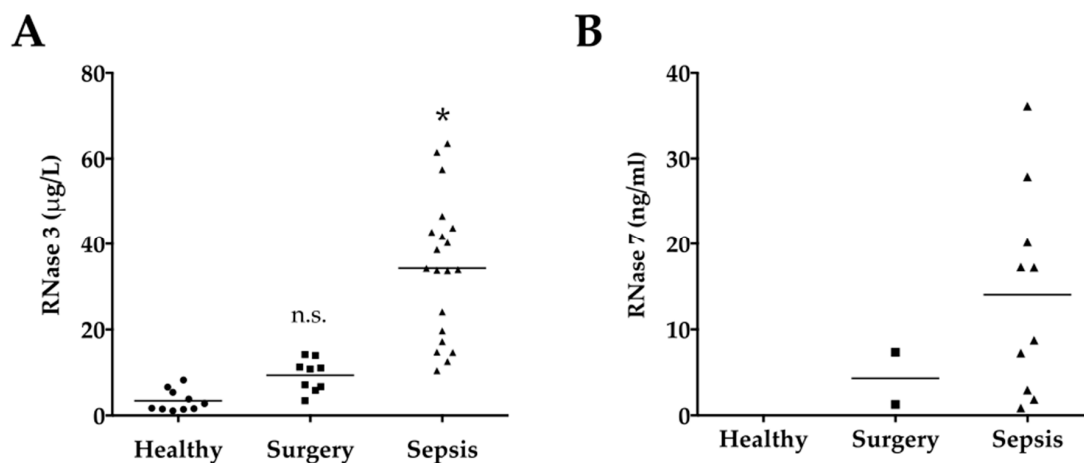 A
RNase 3 (μg/L)
80
60
40
20
0
n.s.
*
Healthy
Surgery
Sepsis
B
RNase 7 (ng/ml)
40
30
20
10
0
Healthy
Surgery
Sepsis